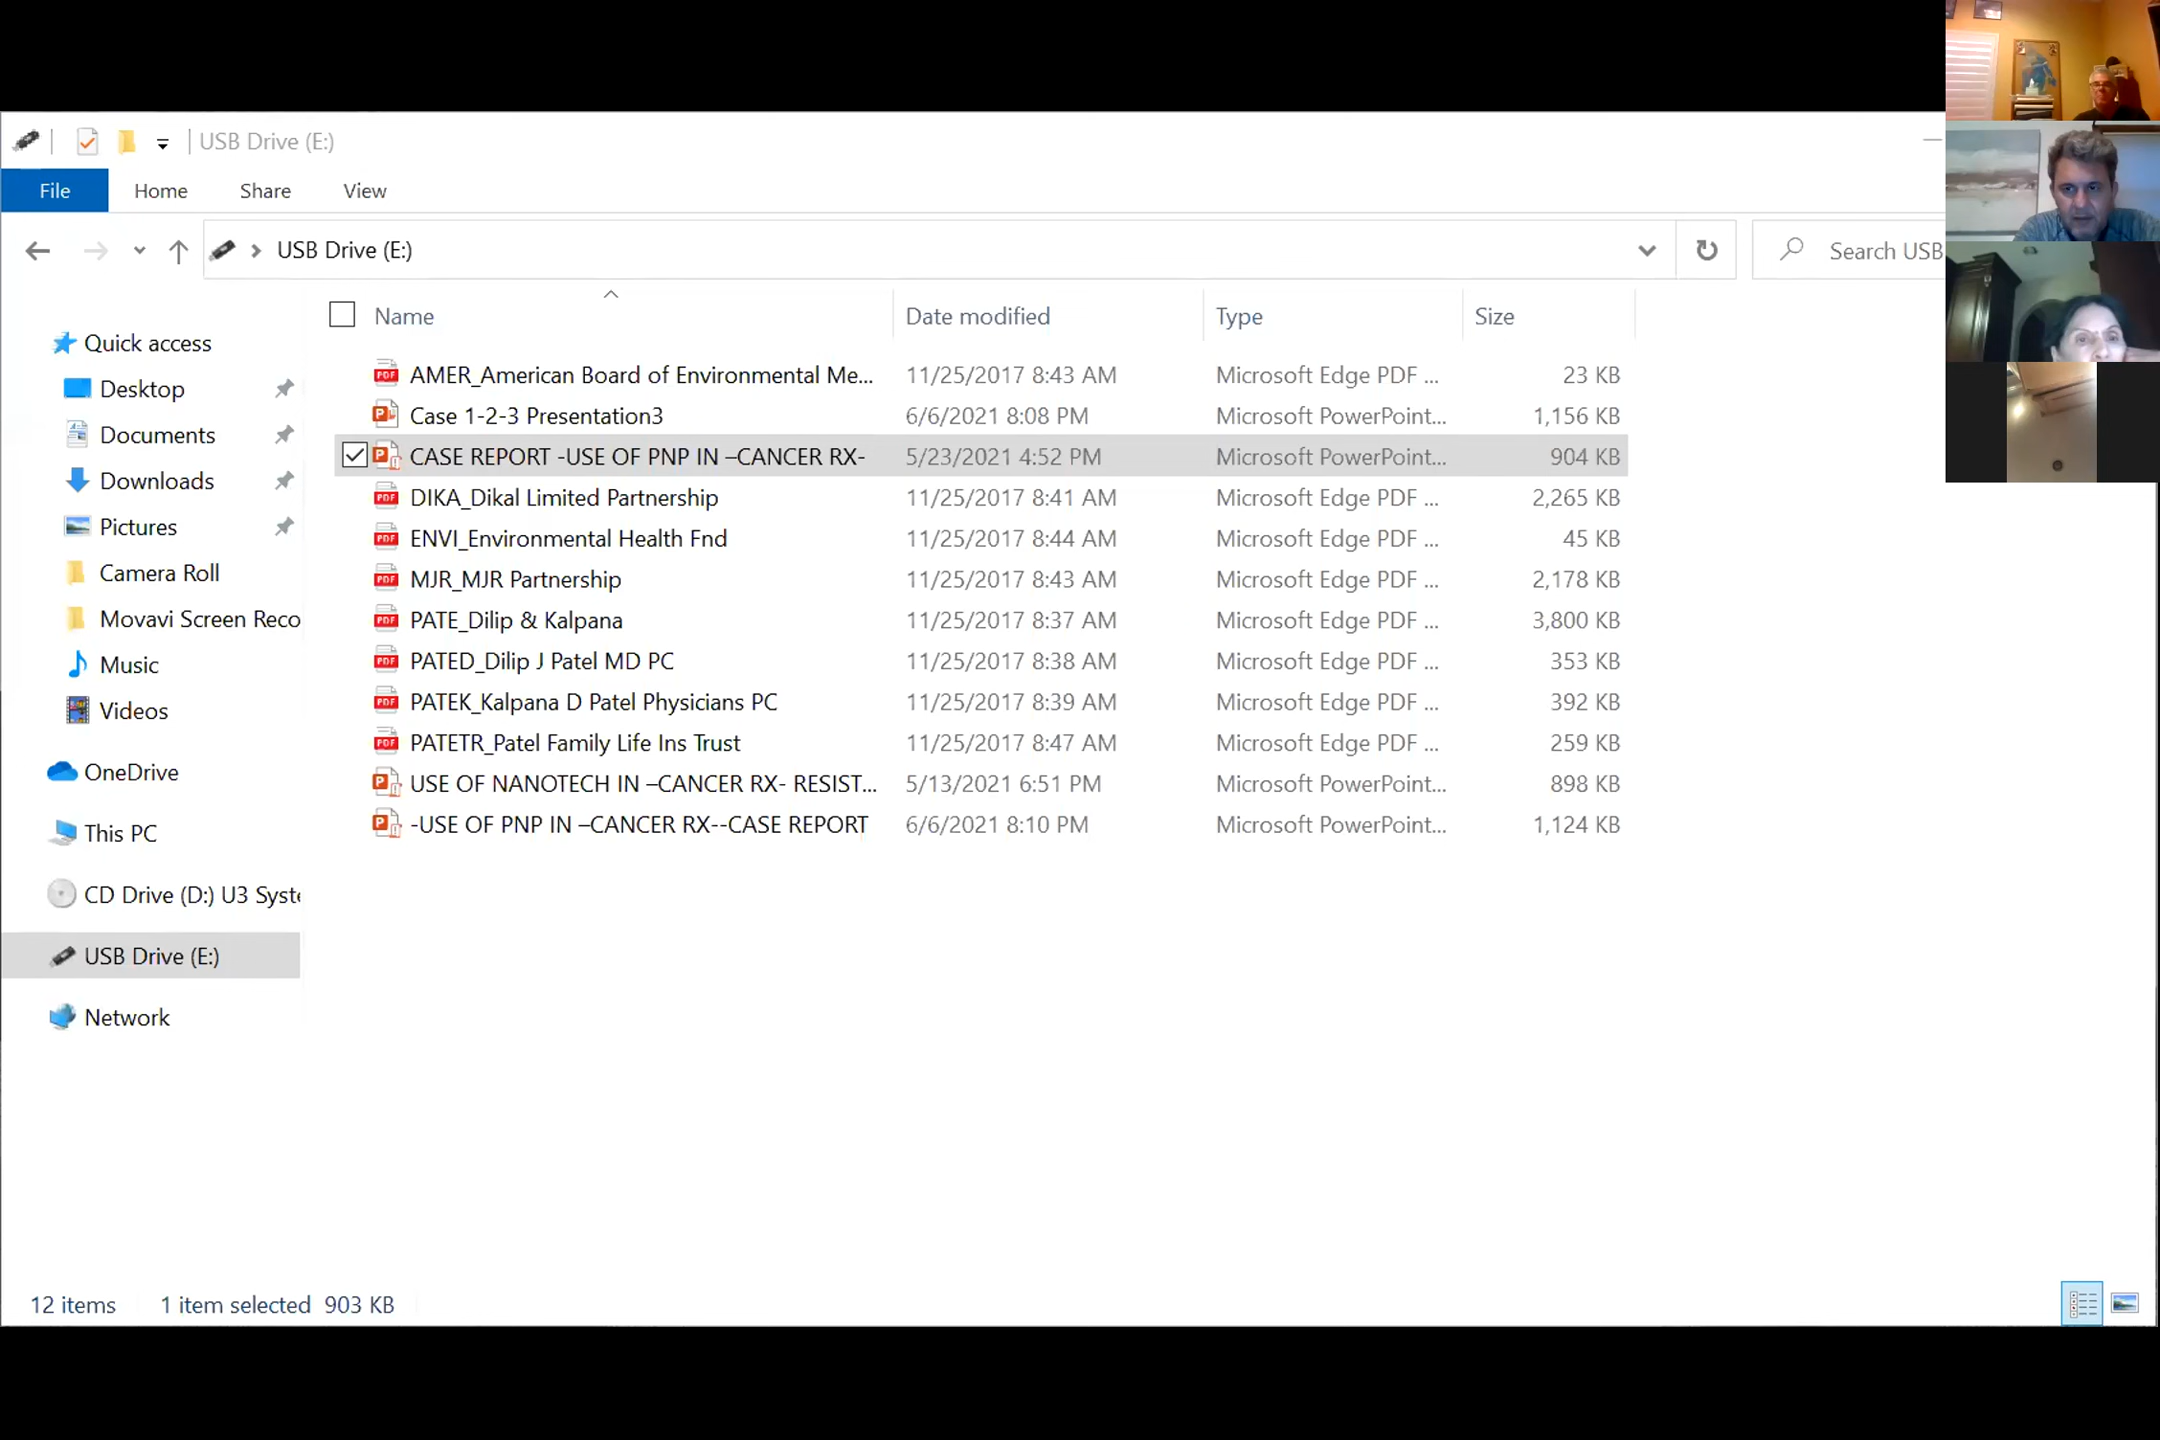 USB Drive (E:)
File Home Share View
USB Drive (E:) Search USB
Name Date modified Type Size
Quick access
Desktop
Documents
Downloads
Pictures
Camera Roll
Movavi Screen Reco
Music
Videos
OneDrive
This PC
CD Drive (D:) U3 Syste
USB Drive (E:)
Network
AMER_American Board of Environmental Me... 11/25/2017 8:43 AM Microsoft Edge PDF ... 23 KB
Case 1-2-3 Presentation3 6/6/2021 8:08 PM Microsoft PowerPoint... 1,156 KB
CASE REPORT -USE OF PNP IN –CANCER RX- 5/23/2021 4:52 PM Microsoft PowerPoint... 904 KB
DIKA_Dikal Limited Partnership 11/25/2017 8:41 AM Microsoft Edge PDF ... 2,265 KB
ENVI_Environmental Health Fnd 11/25/2017 8:44 AM Microsoft Edge PDF ... 45 KB
MJR_MJR Partnership 11/25/2017 8:43 AM Microsoft Edge PDF ... 2,178 KB
PATE_Dilip & Kalpana 11/25/2017 8:37 AM Microsoft Edge PDF ... 3,800 KB
PATED_Dilip J Patel MD PC 11/25/2017 8:38 AM Microsoft Edge PDF ... 353 KB
PATEK_Kalpana D Patel Physicians PC 11/25/2017 8:39 AM Microsoft Edge PDF ... 392 KB
PATETR_Patel Family Life Ins Trust 11/25/2017 8:47 AM Microsoft Edge PDF ... 259 KB
USE OF NANOTECH IN –CANCER RX- RESIST... 5/13/2021 6:51 PM Microsoft PowerPoint... 898 KB
-USE OF PNP IN –CANCER RX--CASE REPORT 6/6/2021 8:10 PM Microsoft PowerPoint... 1,124 KB
12 items 1 item selected 903 KB